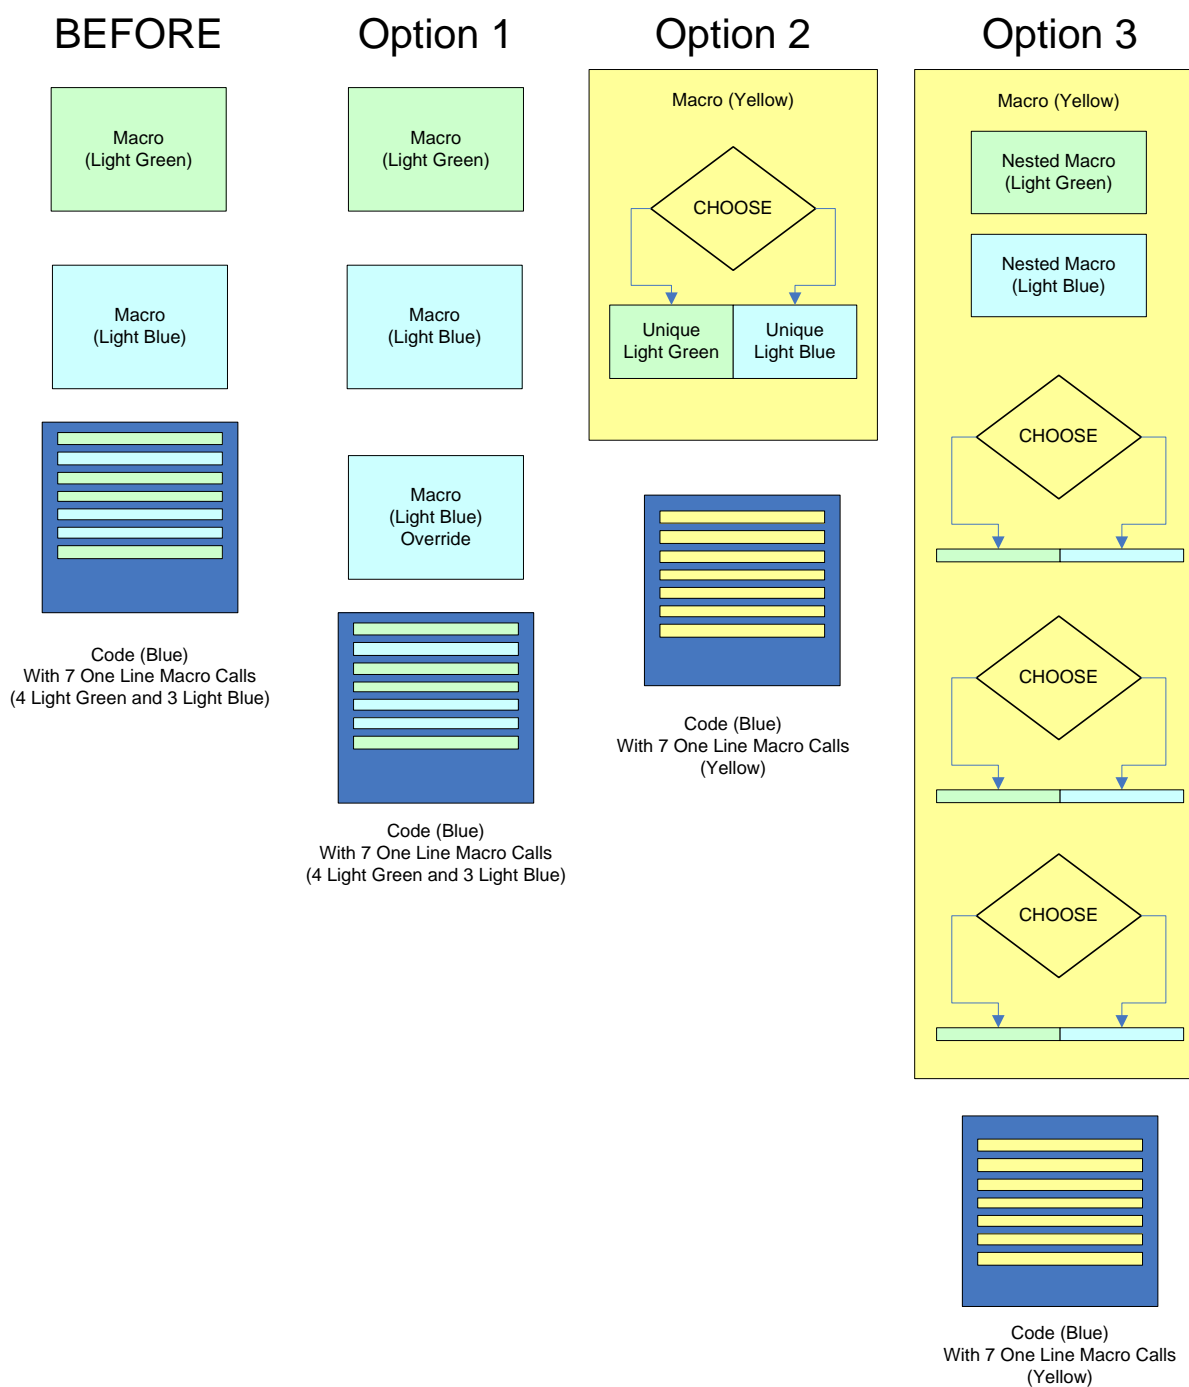 BEFORE
Macro
(Light Green)
Macro
(Light Blue)
Code (Blue)
With 7 One Line Macro Calls
(4 Light Green and 3 Light Blue)
Option 1
Macro
(Light Green)
Macro
(Light Blue)
Macro
(Light Blue)
Override
Code (Blue)
With 7 One Line Macro Calls
(4 Light Green and 3 Light Blue)
Option 2
Macro (Yellow)
CHOOSE
Unique
Light Green
Unique
Light Blue
Code (Blue)
With 7 One Line Macro Calls
(Yellow)
Option 3
Macro (Yellow)
Nested Macro
(Light Green)
Nested Macro
(Light Blue)
CHOOSE
CHOOSE
CHOOSE
Code (Blue)
With 7 One Line Macro Calls
(Yellow)